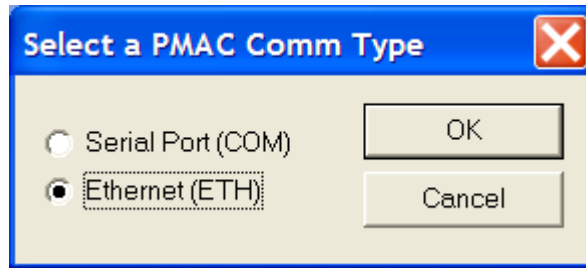 Select a PMAC Comm Type
Serial Port (COM)
OK
Ethernet (ETH)
Cancel